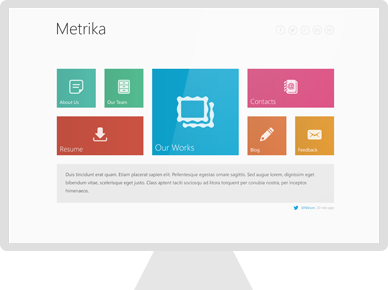 Metrika
About Us
Our Team
Contacts
Resume
Our Works
Blog
Feedback
Duis tincidunt erat quam. Etiam placerat sapien elit. Pellentesque egestas ornare sagittis. Sed augue lorem, dignissim eget
bibendum vitae, scelerisque eget justo. Class aptent taciti sociosqu ad litora torquent per conubia nostra, per inceptos
himenaeos.